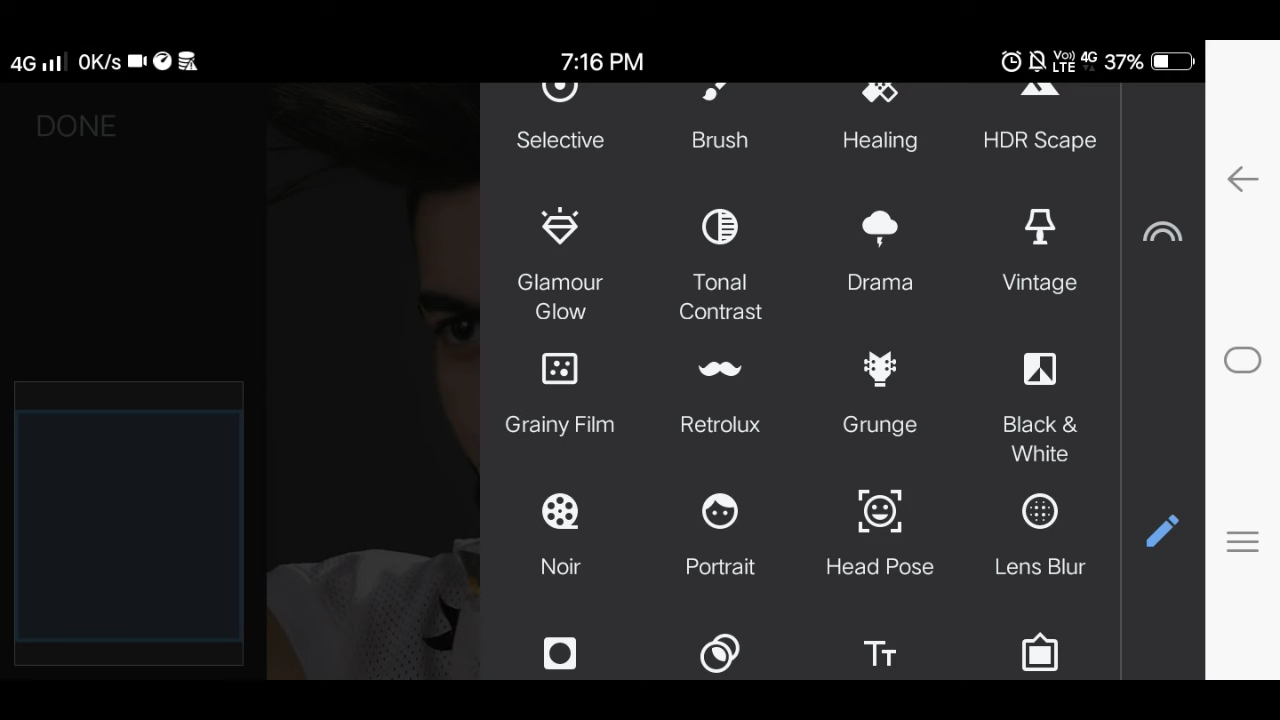 4G 0K/s 7:16 PM Vo)) LTE 4G 37%
DONE
Selective Brush Healing HDR Scape
Glamour Glow Tonal Contrast Drama Vintage
Grainy Film Retrolux Grunge Black & White
Noir Portrait Head Pose Lens Blur
TT